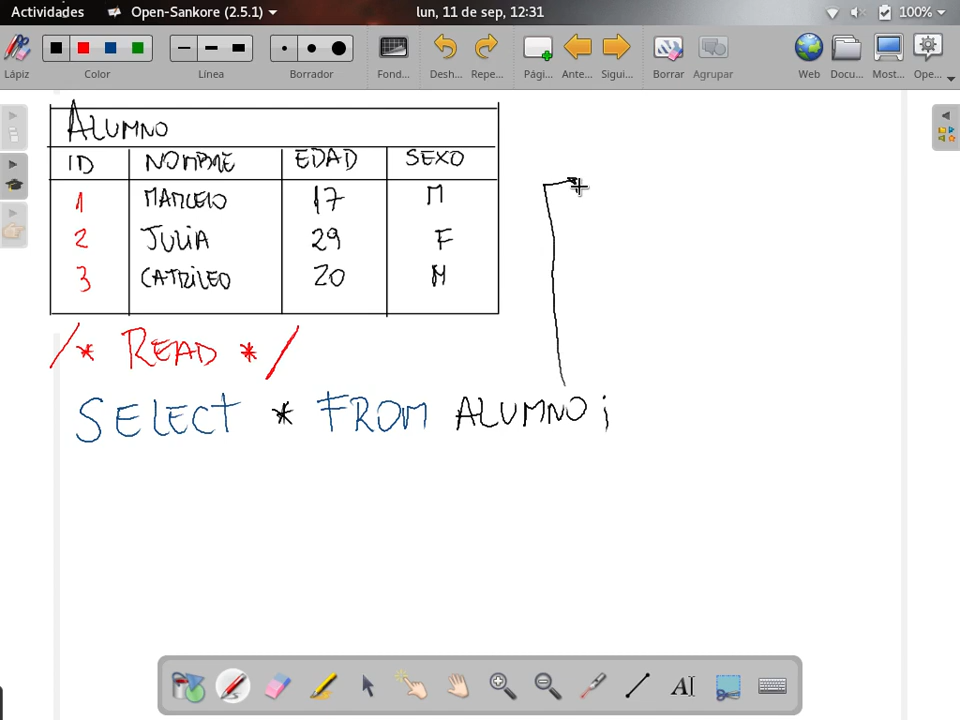 Actividades Open-Sankore (2.5.1) lun, 11 de sep, 12:31 100%
Lápiz Color Línea Borrador Fond... Desh... Repe... Pági... Ante... Sigui... Borrar Agrupar Web Docu... Most... Ope...
ALUMNO
ID NOMBRE EDAD SEXO
1 MARCELO 17 M
2 JULIA 29 F
3 CATRILEO 20 M
/* READ */
SELECT * FROM ALUMNO;